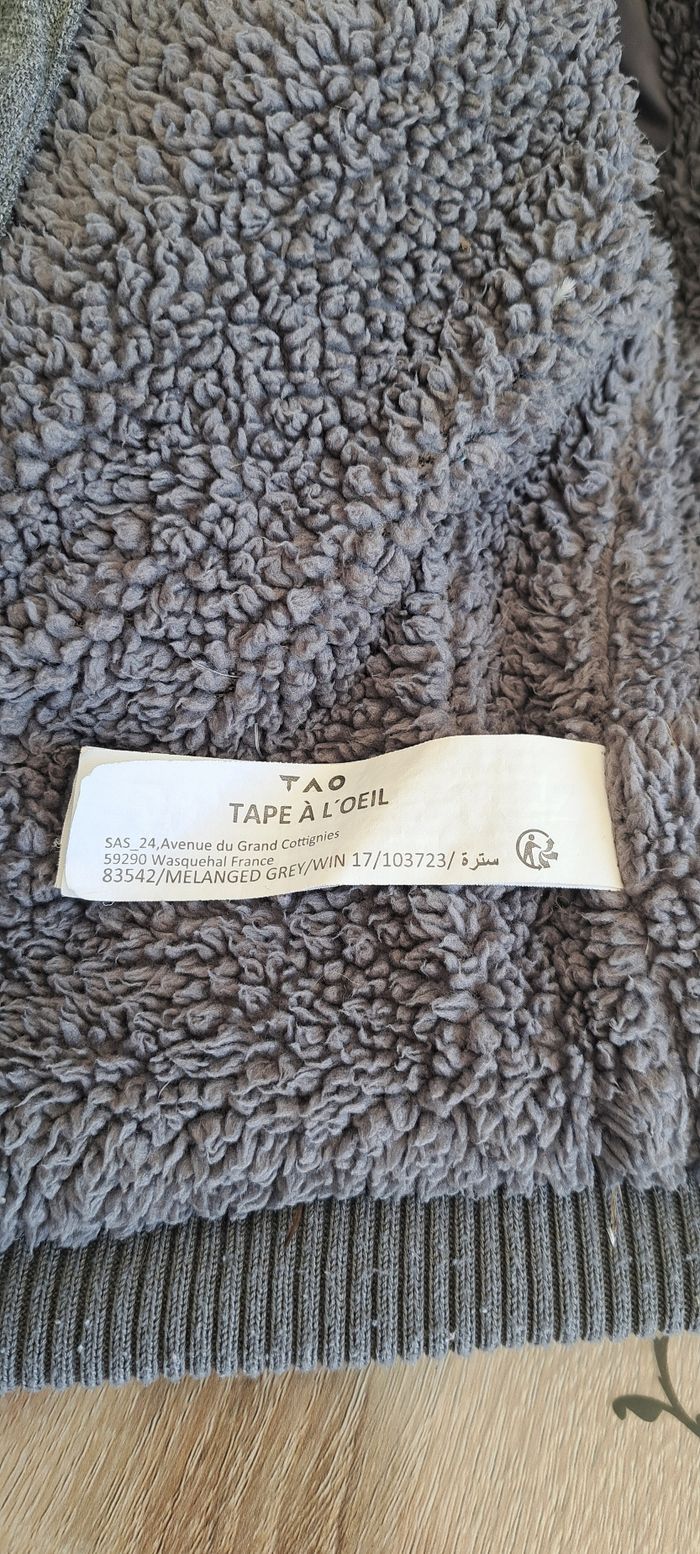 TAO
TAPE À L'OEIL
SAS_24,Avenue du Grand Cottignies
59290 Wasquehal France
83542/MELANGED GREY/WIN 17/103723/ سترة